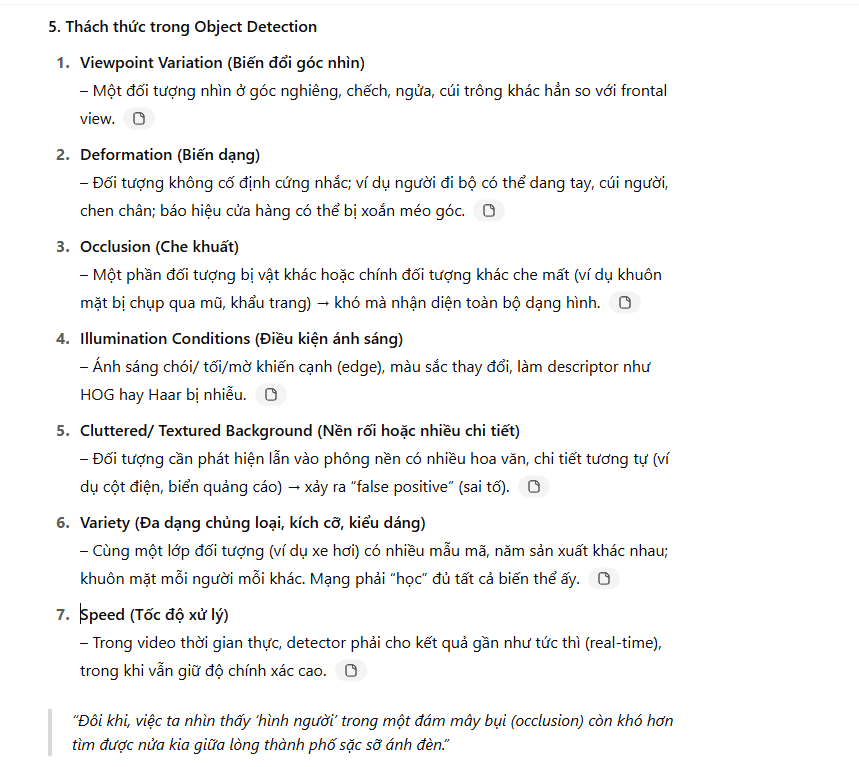 5. Thách thức trong Object Detection
1. Viewpoint Variation (Biến đổi góc nhìn)
– Một đối tượng nhìn ở góc nghiêng, chếch, ngửa, cúi trông khác hẳn so với frontal
view.
2. Deformation (Biến dạng)
– Đối tượng không cố định cứng nhắc; ví dụ người đi bộ có thể dang tay, cúi người,
chen chân; báo hiệu cửa hàng có thể bị xoắn méo góc.
3. Occlusion (Che khuất)
– Một phần đối tượng bị vật khác hoặc chính đối tượng khác che mất (ví dụ khuôn
mặt bị chụp qua mũ, khẩu trang) → khó mà nhận diện toàn bộ dạng hình.
4. Illumination Conditions (Điều kiện ánh sáng)
– Ánh sáng chói/ tối/mờ khiến cạnh (edge), màu sắc thay đổi, làm descriptor như
HOG hay Haar bị nhiễu.
5. Cluttered/ Textured Background (Nền rối hoặc nhiều chi tiết)
– Đối tượng cần phát hiện lẫn vào phông nền có nhiều hoa văn, chi tiết tương tự (ví
dụ cột điện, biển quảng cáo) → xảy ra “false positive” (sai tố).
6. Variety (Đa dạng chủng loại, kích cỡ, kiểu dáng)
– Cùng một lớp đối tượng (ví dụ xe hơi) có nhiều mẫu mã, năm sản xuất khác nhau;
khuôn mặt mỗi người mỗi khác. Mạng phải “học” đủ tất cả biến thể ấy.
7. Speed (Tốc độ xử lý)
– Trong video thời gian thực, detector phải cho kết quả gần như tức thì (real-time),
trong khi vẫn giữ độ chính xác cao.
“Đôi khi, việc ta nhìn thấy ‘hình người’ trong một đám mây bụi (occlusion) còn khó hơn
tìm được nửa kia giữa lòng thành phố sặc sỡ ánh đèn.”